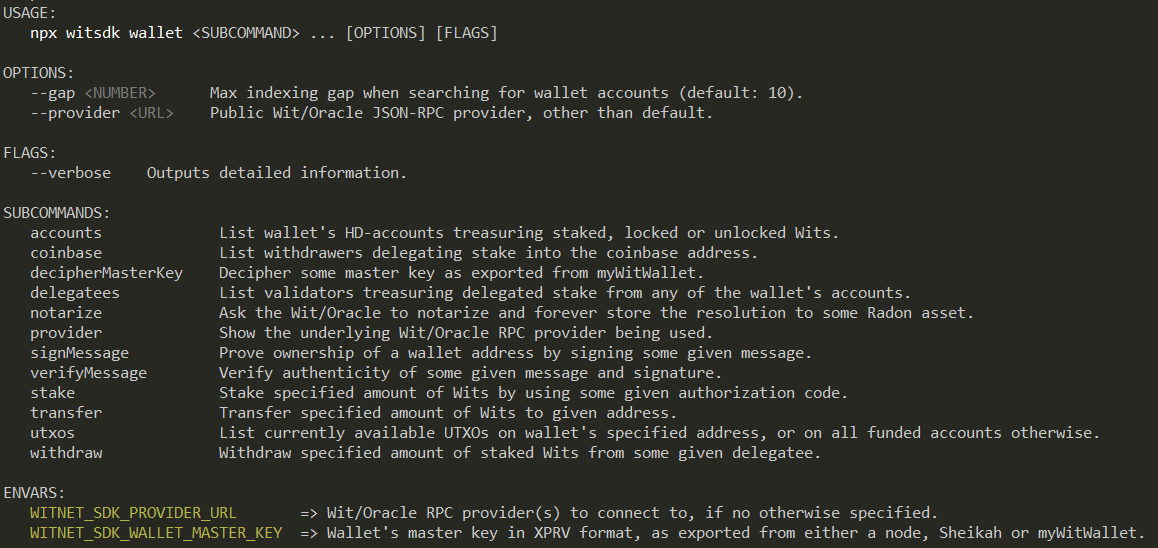 USAGE:
npx witsdk wallet <SUBCOMMAND> ... [OPTIONS] [FLAGS]
OPTIONS:
--gap <NUMBER> Max indexing gap when searching for wallet accounts (default: 10).
--provider <URL> Public Wit/Oracle JSON-RPC provider, other than default.
FLAGS:
--verbose Outputs detailed information.
SUBCOMMANDS:
accounts List wallet's HD-accounts treasuring staked, locked or unlocked Wits.
coinbase List withdrawers delegating stake into the coinbase address.
decipherMasterKey Decipher some master key as exported from myWitWallet.
delegatees List validators treasuring delegated stake from any of the wallet's accounts.
notarize Ask the Wit/Oracle to notarize and forever store the resolution to some Radon asset.
provider Show the underlying Wit/Oracle RPC provider being used.
signMessage Prove ownership of a wallet address by signing some given message.
verifyMessage Verify authenticity of some given message and signature.
stake Stake specified amount of Wits by using some given authorization code.
transfer Transfer specified amount of Wits to given address.
utxos List currently available UTXOs on wallet's specified address, or on all funded accounts otherwise.
withdraw Withdraw specified amount of staked Wits from some given delegatee.
ENVARS:
WITNET_SDK_PROVIDER_URL => Wit/Oracle RPC provider(s) to connect to, if no otherwise specified.
WITNET_SDK_WALLET_MASTER_KEY => Wallet's master key in XPRV format, as exported from either a node, Sheikah or myWitWallet.